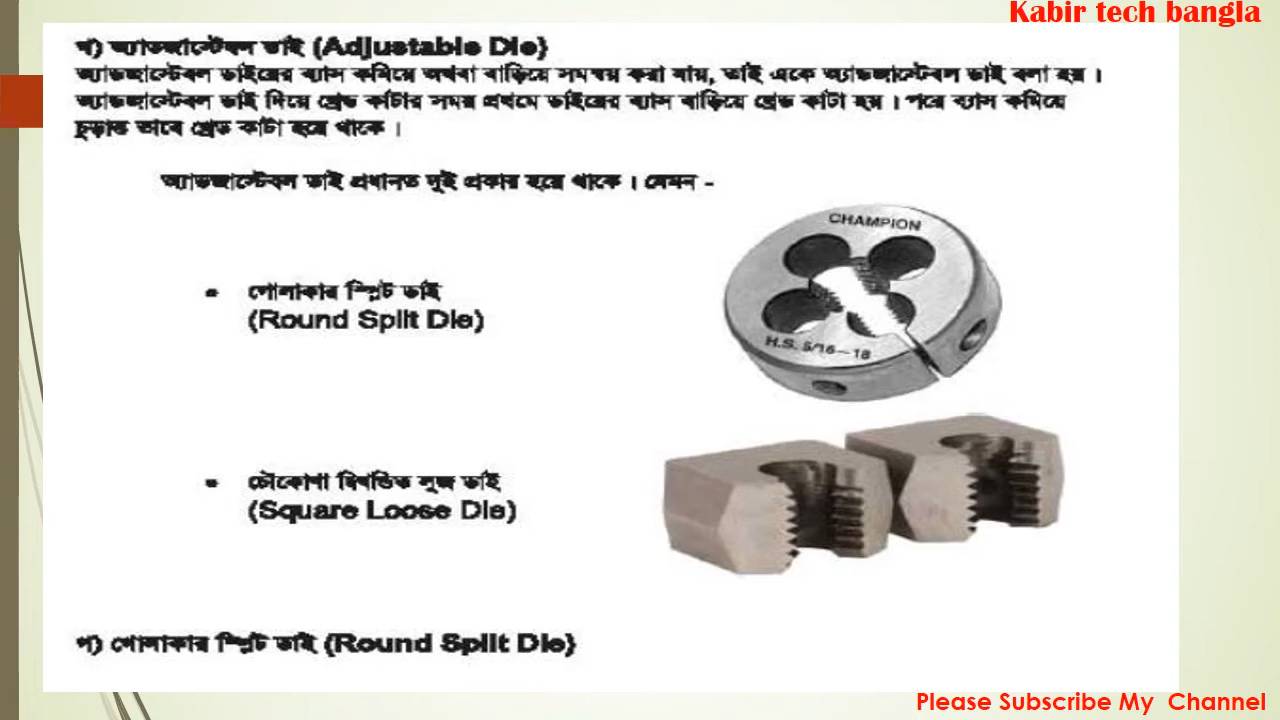 Kabir tech bangla
খ) অ্যাডজাস্টেবল ডাই (Adjustable Die)
অ্যাডজাস্টেবল ডাইয়ের ব্যাস কমিয়ে অথবা বাড়িয়ে সমন্বয় করা যায়, তাই একে অ্যাডজাস্টেবল ডাই বলা হয়।
অ্যাডজাস্টেবল ডাই দিয়ে থ্রেড কাটার সময় প্রথমে ডাইয়ের ব্যাস বাড়িয়ে থ্রেড কাটা হয়। পরে ব্যাস কমিয়ে
চুড়ান্ত ভাবে থ্রেড কাটা হয়ে থাকে।
অ্যাডজাস্টেবল ডাই প্রধানত দুই প্রকার হয়ে থাকে। যেমন -
CHAMPION
H.S. 5/16—18
গোলাকার স্প্লিট ডাই
(Round Split Die)
চৌকোণা দ্বিখন্ডিত লুজ ডাই
(Square Loose Die)
গ) গোলাকার স্প্লিট ডাই (Round Split Die)
Please Subscribe My Channel